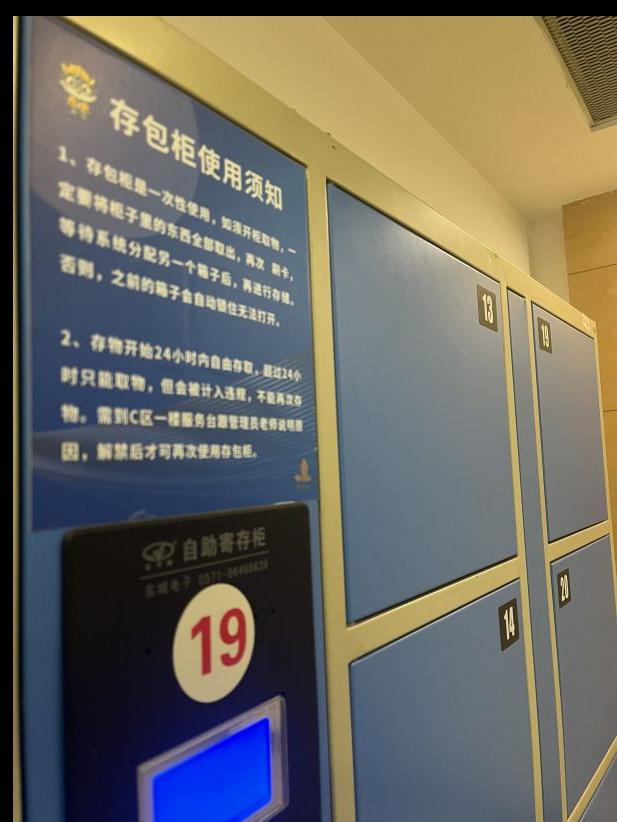 存包柜使用须知
1、存包柜是一次性使用，如须开柜取物，一
定要将柜子里的东西全部取出，再次 刷卡，
等待系统分配另一个箱子后，再进行存储。
否则，之前的箱子会自动锁住无法打开。
2、存物开始24小时内自由存取，超过24小
时只能取物，但会被计入违规，不能再次存
物。需到C区一楼服务台跟管理员老师说明原
因，解禁后才可再次使用存包柜。
自助寄存柜
东城电子 0571-86468628
19
13
14
19
20